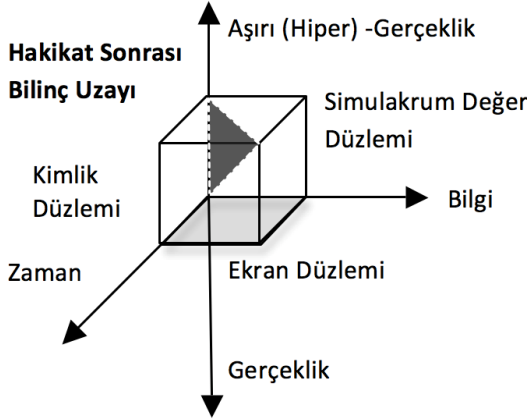 Aşırı (Hiper) -Gerçeklik
Hakikat Sonrası
Bilinç Uzayı
Simulakrum Değer
Düzlemi
Kimlik
Düzlemi
Bilgi
Zaman
Ekran Düzlemi
Gerçeklik